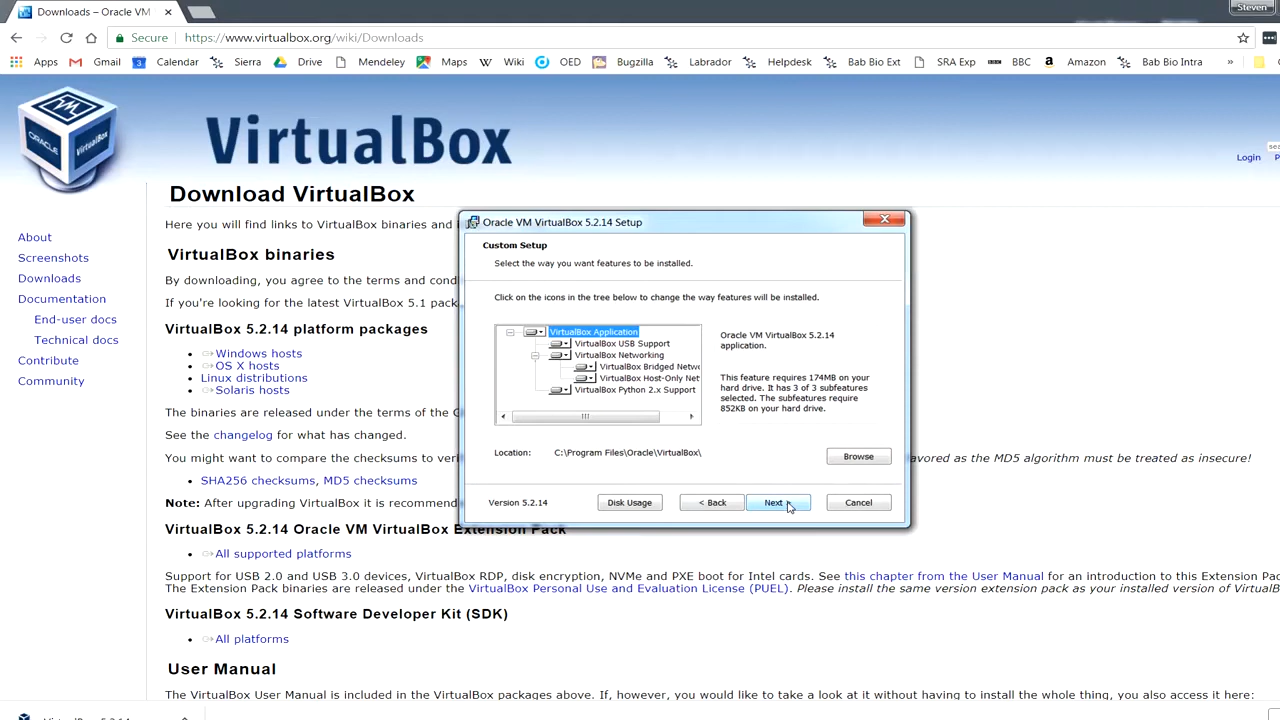 Downloads – Oracle VM
Steven
Secure
https://www.virtualbox.org/wiki/Downloads
Apps Gmail Calendar Sierra Drive Mendeley Maps Wiki OED Bugzilla Labrador Helpdesk Bab Bio Ext SRA Exp BBC Amazon Bab Bio Intra »
ORACLE
VM
VirtualBox
VirtualBox
Login
Download VirtualBox
Here you will find links to VirtualBox binaries and
About
Screenshots
Downloads
Documentation
End-user docs
Technical docs
Contribute
Community
VirtualBox binaries
By downloading, you agree to the terms and
If you're looking for the latest VirtualBox 5.1
VirtualBox 5.2.14 platform packages
• Windows hosts
• OS X hosts
• Linux distributions
• Solaris hosts
The binaries are released under the terms of the
See the changelog for what has changed.
You might want to compare the checksums to
as the MD5 algorithm must be treated as insecure!
• SHA256 checksums, MD5 checksums
Note: After upgrading VirtualBox it is
VirtualBox 5.2.14 Oracle VM VirtualBox Extension Pack
• All supported platforms
Support for USB 2.0 and USB 3.0 devices, VirtualBox RDP, disk encryption, NVMe and PXE boot for Intel cards. See this chapter from the User Manual for an introduction to this Extension
The Extension Pack binaries are released under the VirtualBox Personal Use and Evaluation License (PUEL). Please install the same version extension pack as your installed version of
VirtualBox 5.2.14 Software Developer Kit (SDK)
• All platforms
User Manual
The VirtualBox User Manual is included in the VirtualBox packages above. If, however, you would like to take a look at it without having to install the whole thing, you also access it here:
Oracle VM VirtualBox 5.2.14 Setup
Custom Setup
Select the way you want features to be installed.
Click on the icons in the tree below to change the way features will be installed.
VirtualBox Application
VirtualBox USB Support
VirtualBox Networking
VirtualBox Bridged Netw
VirtualBox Host-Only Net
VirtualBox Python 2.x Support
Oracle VM VirtualBox 5.2.14
application.
This feature requires 174MB on your
hard drive. It has 3 of 3 subfeatures
selected. The subfeatures require
852KB on your hard drive.
Location: C:\Program Files\Oracle\VirtualBox\
Browse
Version 5.2.14
Disk Usage
< Back
Next >
Cancel